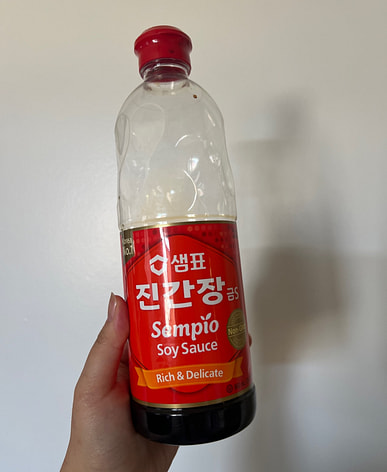 샘표
진간장 금S
Sempio
Soy Sauce
Rich & Delicate